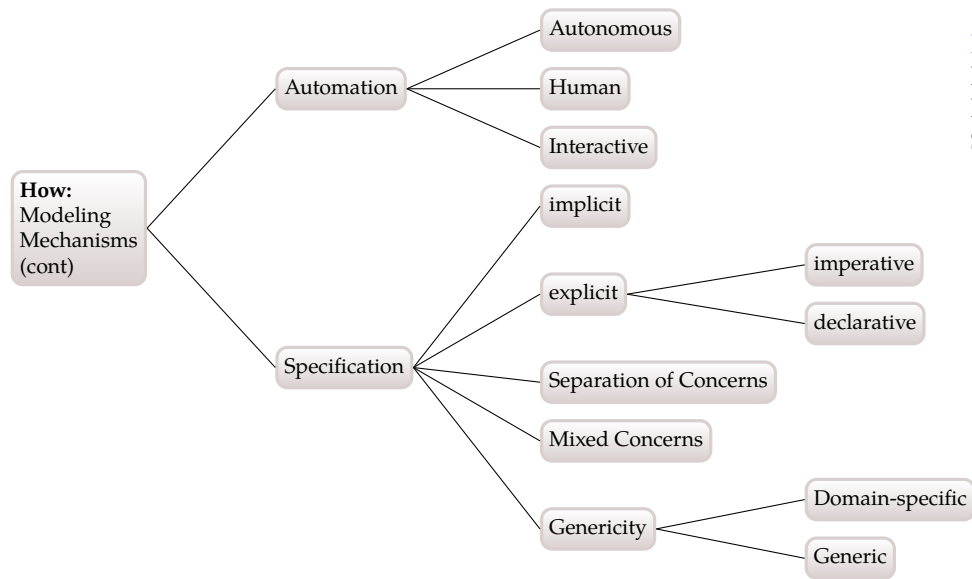 Autonomous
Automation
Human
Interactive
How:
Modeling
Mechanisms
(cont)
implicit
explicit
imperative
declarative
Specification
Separation of Concerns
Mixed Concerns
Genericity
Domain-specific
Generic